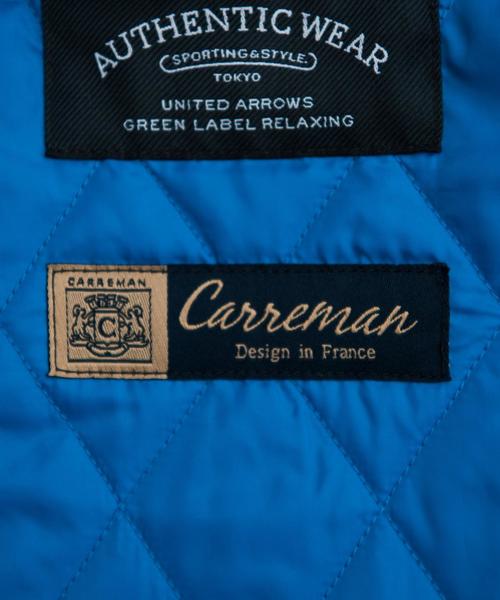 AUTHENTIC WEAR
SPORTING&STYLE.
TOKYO
UNITED ARROWS
GREEN LABEL RELAXING
CARREMAN
C
Carreman
Design in France